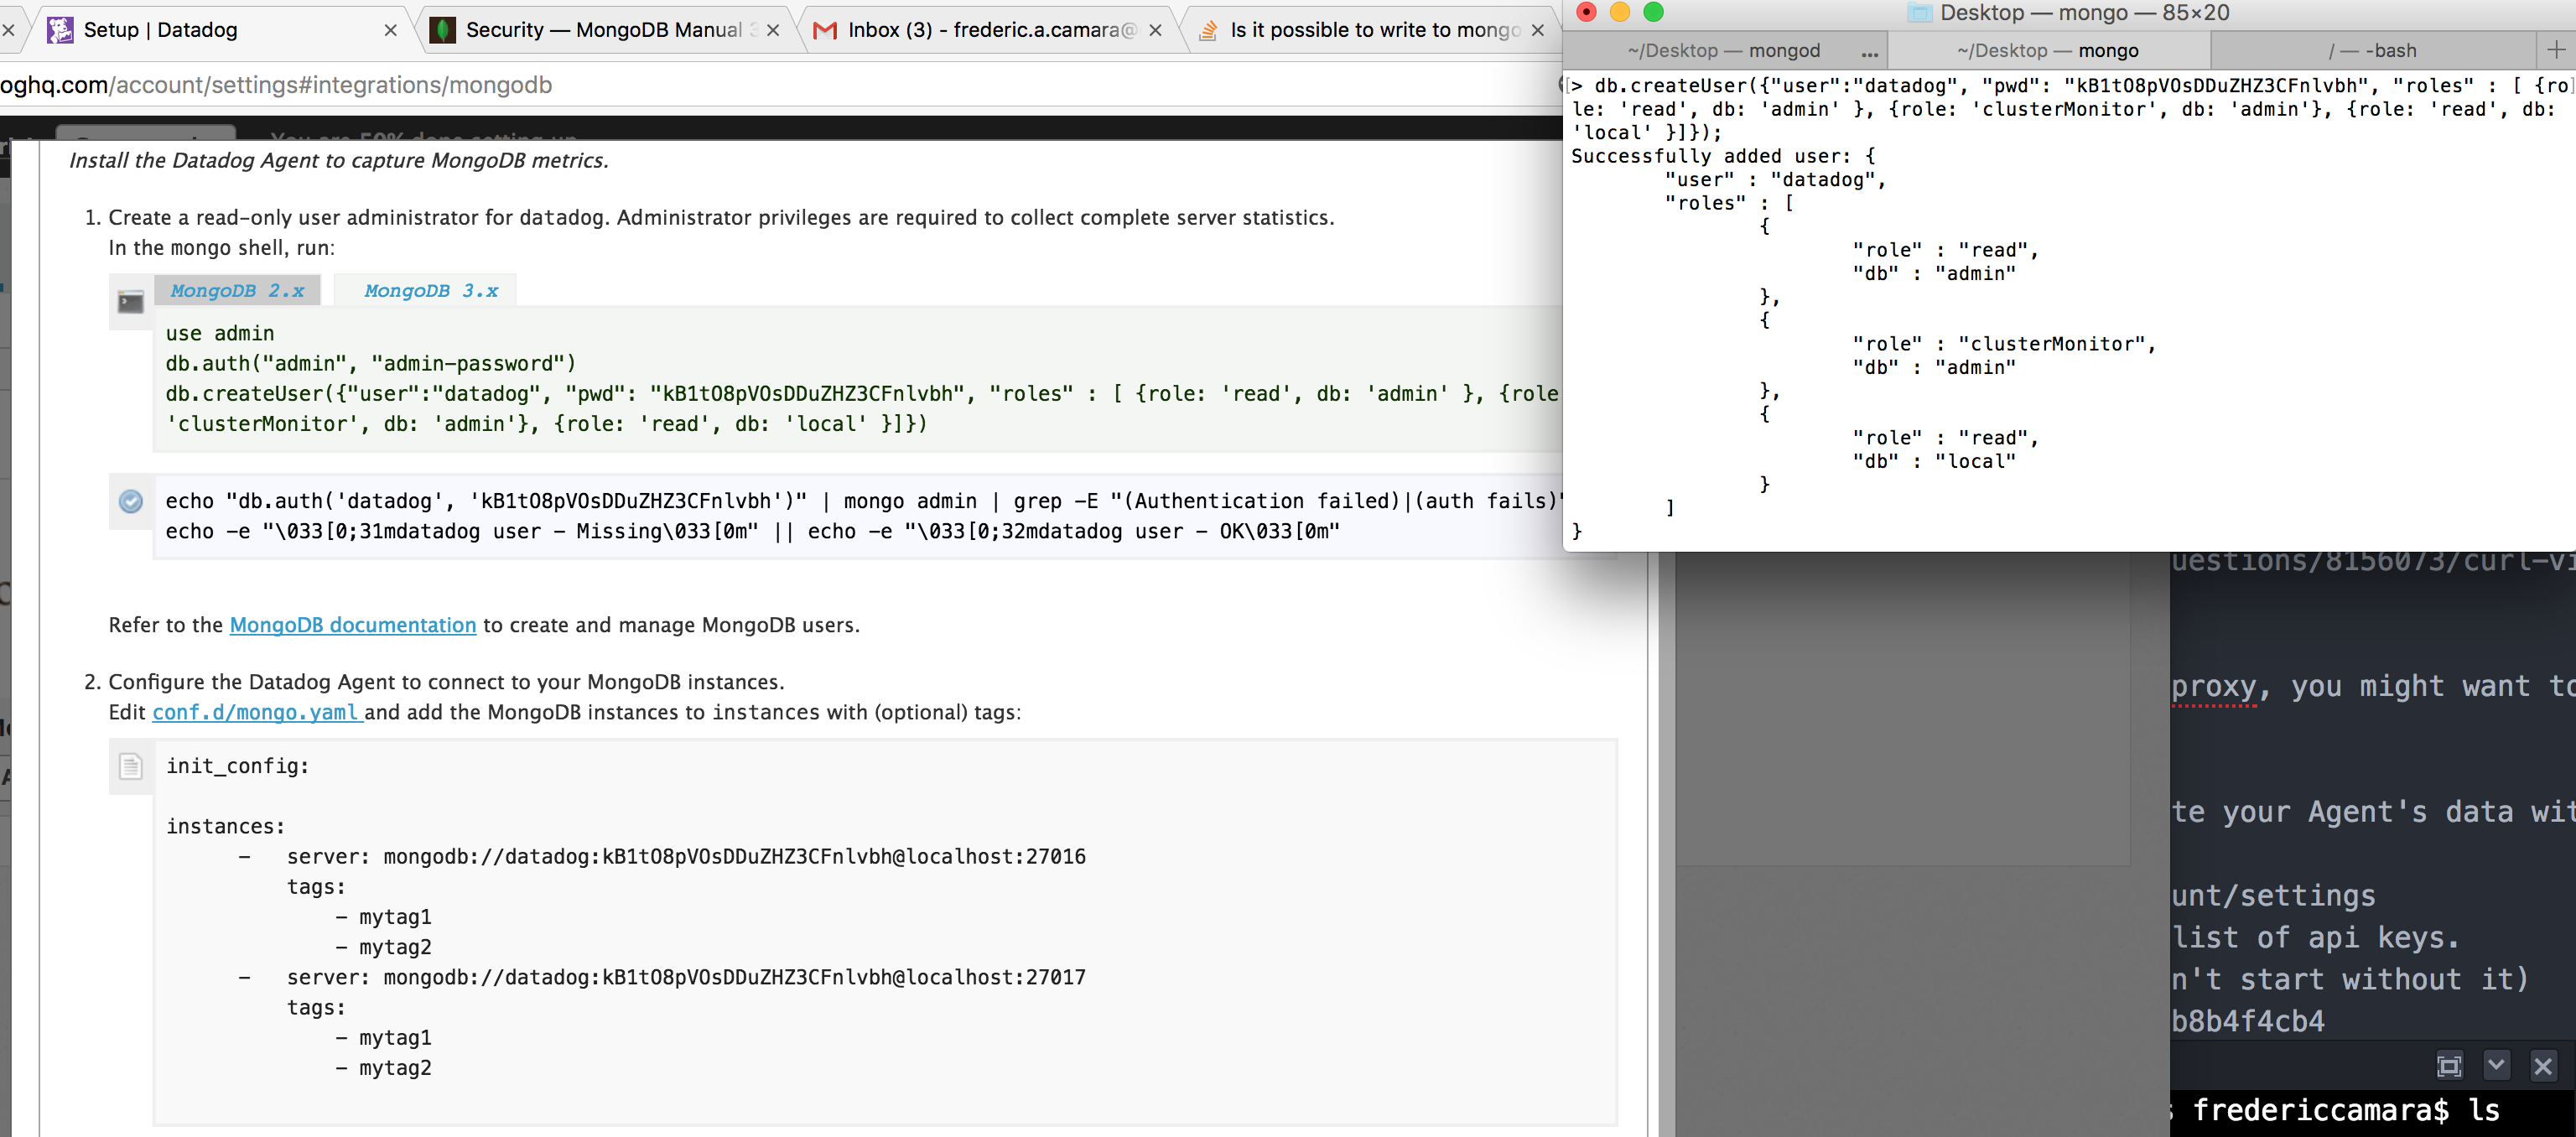 Setup | Datadog
Security — MongoDB Manual 3
Inbox (3) - frederic.a.camara@
Is it possible to write to mongo
oghq.com/account/settings#integrations/mongodb
Install the Datadog Agent to capture MongoDB metrics.
1. Create a read-only user administrator for datadog. Administrator privileges are required to collect complete server statistics.
In the mongo shell, run:
MongoDB 2.x
MongoDB 3.x
use admin
db.auth("admin", "admin-password")
db.createUser({"user":"datadog", "pwd": "kB1tO8pVOsDDuZHZ3CFnlvbh", "roles" : [ {role: 'read', db: 'admin' }, {role
'clusterMonitor', db: 'admin'}, {role: 'read', db: 'local' }]})
echo "db.auth('datadog', 'kB1tO8pVOsDDuZHZ3CFnlvbh')" | mongo admin | grep -E "(Authentication failed)|(auth fails)"
echo -e "\033[0;31mdatadog user - Missing\033[0m" || echo -e "\033[0;32mdatadog user - OK\033[0m"
Refer to the MongoDB documentation to create and manage MongoDB users.
2. Configure the Datadog Agent to connect to your MongoDB instances.
Edit conf.d/mongo.yaml and add the MongoDB instances to instances with (optional) tags:
init_config:
instances:
- server: mongodb://datadog:kB1tO8pVOsDDuZHZ3CFnlvbh@localhost:27016
tags:
- mytag1
- mytag2
- server: mongodb://datadog:kB1tO8pVOsDDuZHZ3CFnlvbh@localhost:27017
tags:
- mytag1
- mytag2
Desktop — mongo — 85×20
~/Desktop — mongod ...
~/Desktop — mongo
/ — -bash
> db.createUser({"user":"datadog", "pwd": "kB1tO8pVOsDDuZHZ3CFnlvbh", "roles" : [ {ro
le: 'read', db: 'admin' }, {role: 'clusterMonitor', db: 'admin'}, {role: 'read', db:
'local' }]});
Successfully added user: {
"user" : "datadog",
"roles" : [
{
"role" : "read",
"db" : "admin"
},
{
"role" : "clusterMonitor",
"db" : "admin"
},
{
"role" : "read",
"db" : "local"
}
]
}
uestions/8156073/curl-vi
proxy, you might want to
te your Agent's data wit
unt/settings
list of api keys.
n't start without it)
b8b4f4cb4
fredericcamara$ ls